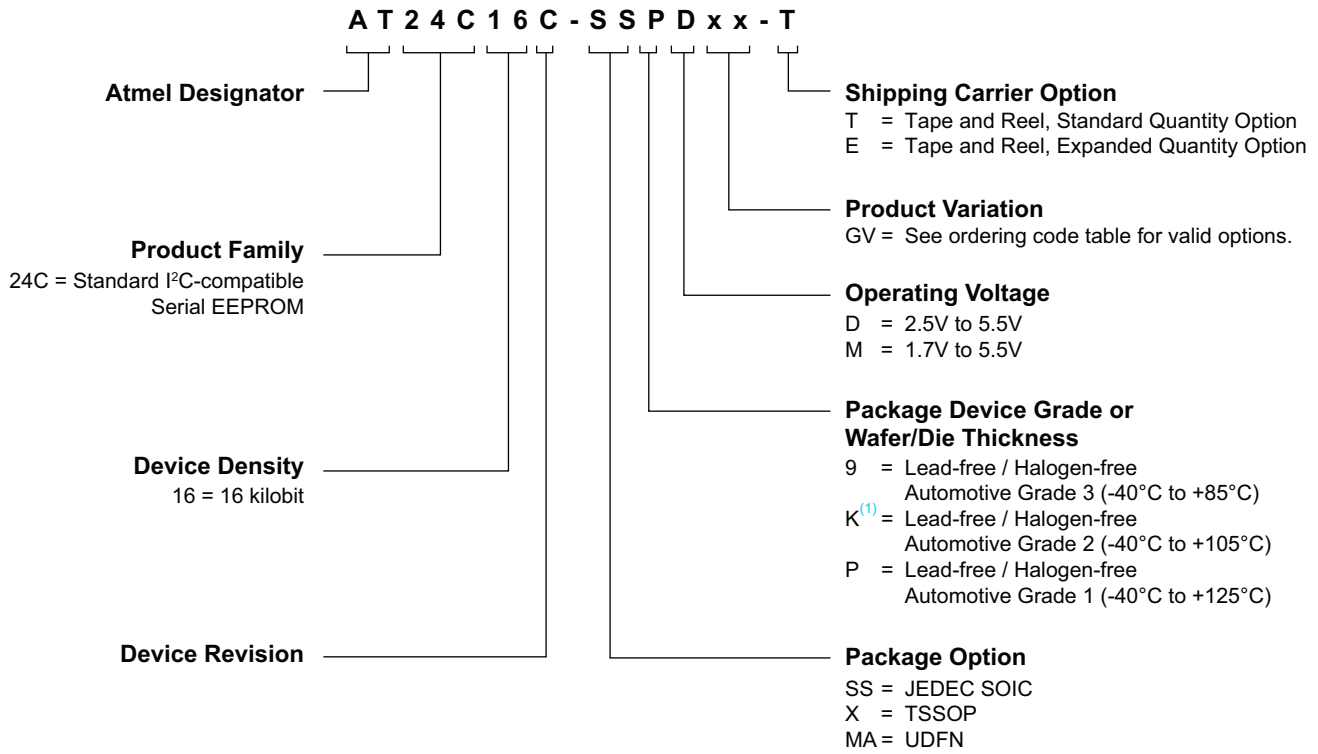 AT24C16C-SSPDxx-T
Atmel Designator
Product Family
24C = Standard I²C-compatible
Serial EEPROM
Device Density
16 = 16 kilobit
Device Revision
Shipping Carrier Option
T = Tape and Reel, Standard Quantity Option
E = Tape and Reel, Expanded Quantity Option
Product Variation
GV = See ordering code table for valid options.
Operating Voltage
D = 2.5V to 5.5V
M = 1.7V to 5.5V
Package Device Grade or
Wafer/Die Thickness
9 = Lead-free / Halogen-free
Automotive Grade 3 (-40°C to +85°C)
K(1) = Lead-free / Halogen-free
Automotive Grade 2 (-40°C to +105°C)
P = Lead-free / Halogen-free
Automotive Grade 1 (-40°C to +125°C)
Package Option
SS = JEDEC SOIC
X = TSSOP
MA = UDFN